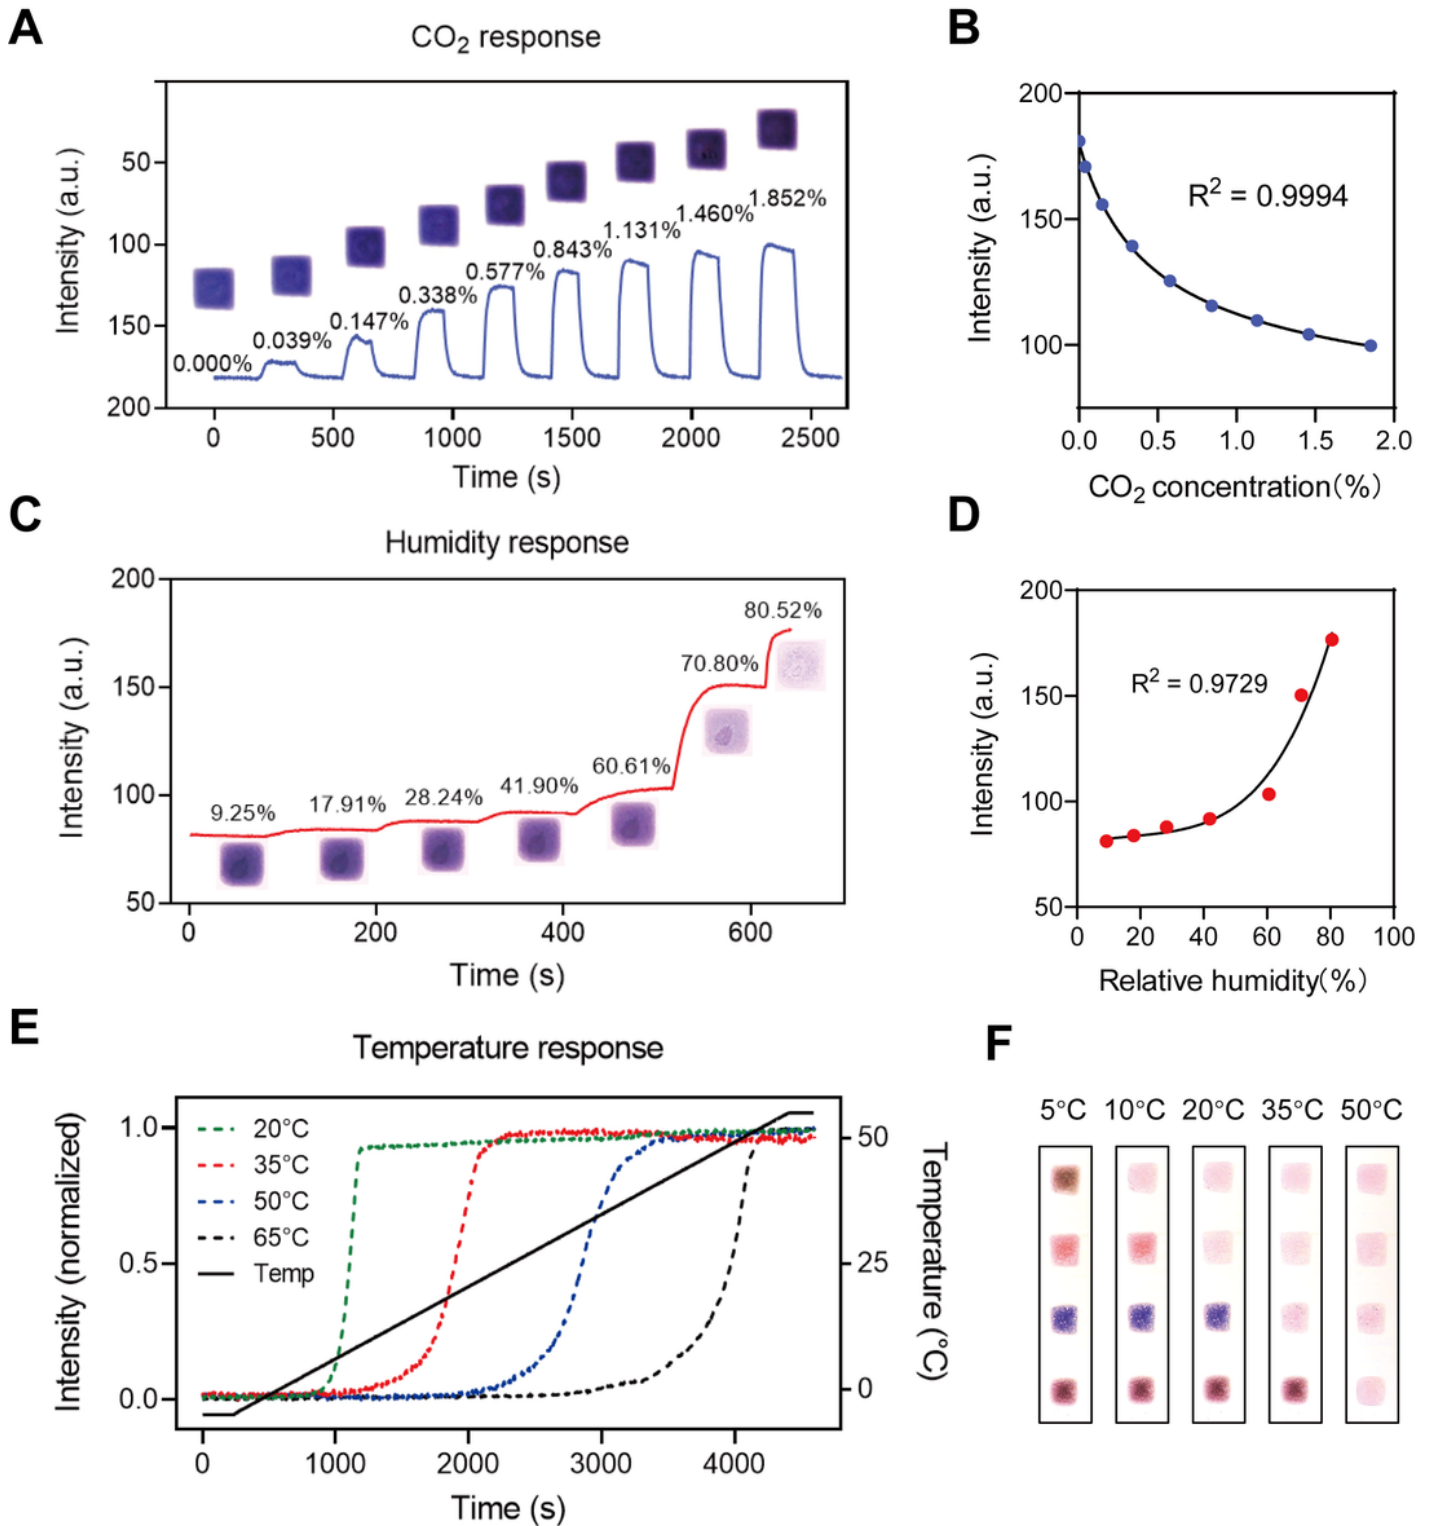 A
CO2 response
Intensity (a.u.)
50
100
150
200
0.000%
0.039%
0.147%
0.338%
0.577%
0.843%
1.131%
1.460%
1.852%
0 500 1000 1500 2000 2500
Time (s)
B
Intensity (a.u.)
200
150
100
R2 = 0.9994
0.0 0.5 1.0 1.5 2.0
CO2 concentration(%)
C
Humidity response
Intensity (a.u.)
200
150
100
50
9.25%
17.91%
28.24%
41.90%
60.61%
70.80%
80.52%
0 200 400 600
Time (s)
D
Intensity (a.u.)
200
150
100
50
R2 = 0.9729
0 20 40 60 80 100
Relative humidity(%)
E
Temperature response
Intensity (normalized)
1.0
0.5
0.0
20°C
35°C
50°C
65°C
Temp
50
25
0
Temperature (°C)
0 1000 2000 3000 4000
Time (s)
F
5°C 10°C 20°C 35°C 50°C